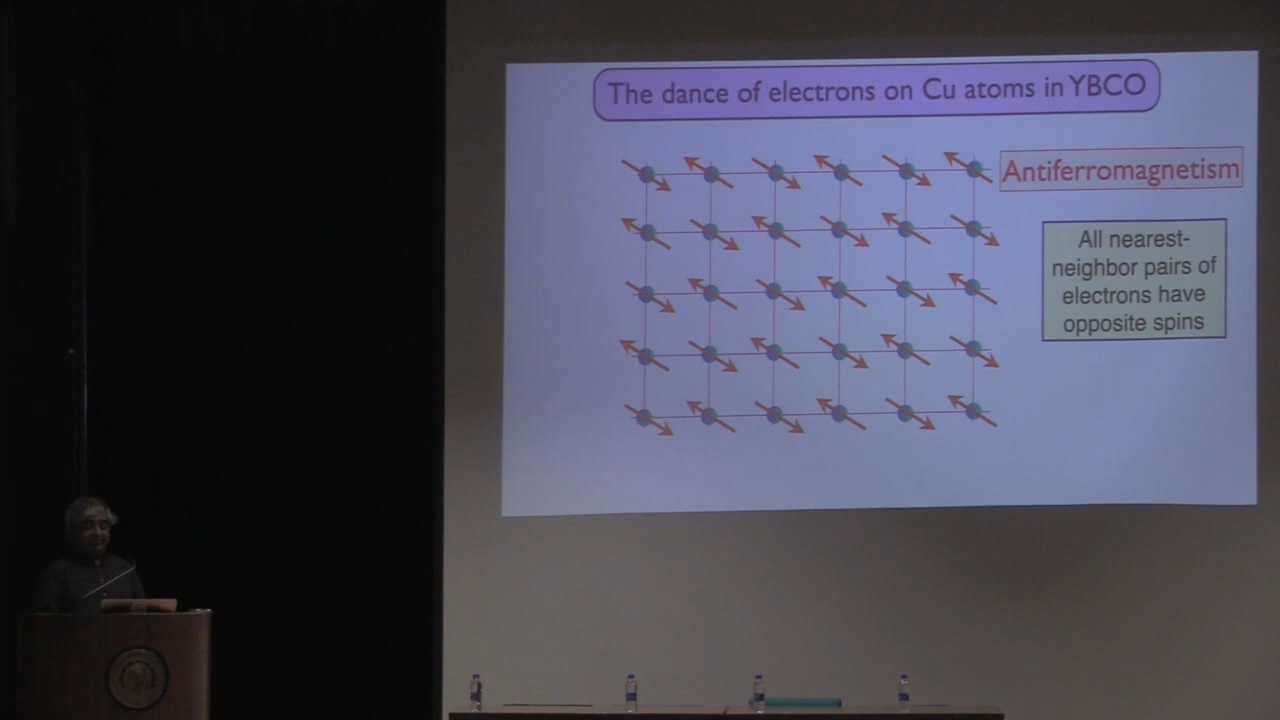 The dance of electrons on Cu atoms in YBCO
Antiferromagnetism
All nearest-
neighbor pairs of
electrons have
opposite spins